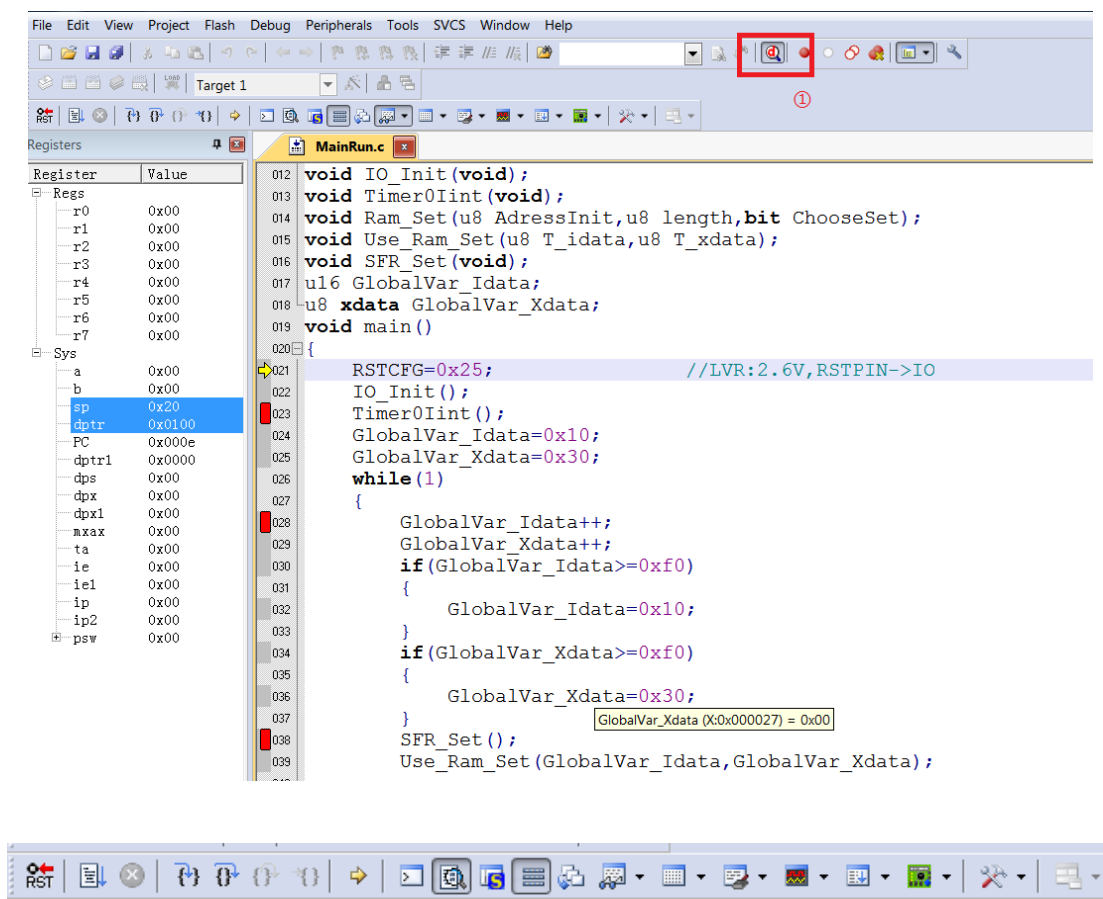 File Edit View Project Flash Debug Peripherals Tools SVCS Window Help
LOAD
Target 1
①
RST
Registers
MainRun.c
Register Value
Regs
r0 0x00
r1 0x00
r2 0x00
r3 0x00
r4 0x00
r5 0x00
r6 0x00
r7 0x00
Sys
a 0x00
b 0x00
sp 0x20
dptr 0x0100
PC 0x000e
dptr1 0x0000
dps 0x00
dpx 0x00
dpx1 0x00
mxax 0x00
ta 0x00
ie 0x00
ie1 0x00
ip 0x00
ip2 0x00
psw 0x00
012 void IO_Init(void);
013 void Timer0Iint(void);
014 void Ram_Set(u8 AdressInit,u8 length,bit ChooseSet);
015 void Use_Ram_Set(u8 T_idata,u8 T_xdata);
016 void SFR_Set(void);
017 u16 GlobalVar_Idata;
018 u8 xdata GlobalVar_Xdata;
019 void main()
020 {
021 RSTCFG=0x25; //LVR:2.6V,RSTPIN->IO
022 IO_Init();
023 Timer0Iint();
024 GlobalVar_Idata=0x10;
025 GlobalVar_Xdata=0x30;
026 while(1)
027 {
028 GlobalVar_Idata++;
029 GlobalVar_Xdata++;
030 if(GlobalVar_Idata>=0xf0)
031 {
032 GlobalVar_Idata=0x10;
033 }
034 if(GlobalVar_Xdata>=0xf0)
035 {
036 GlobalVar_Xdata=0x30;
037 }
GlobalVar_Xdata (X:0x000027) = 0x00
038 SFR_Set();
039 Use_Ram_Set(GlobalVar_Idata,GlobalVar_Xdata);
RST